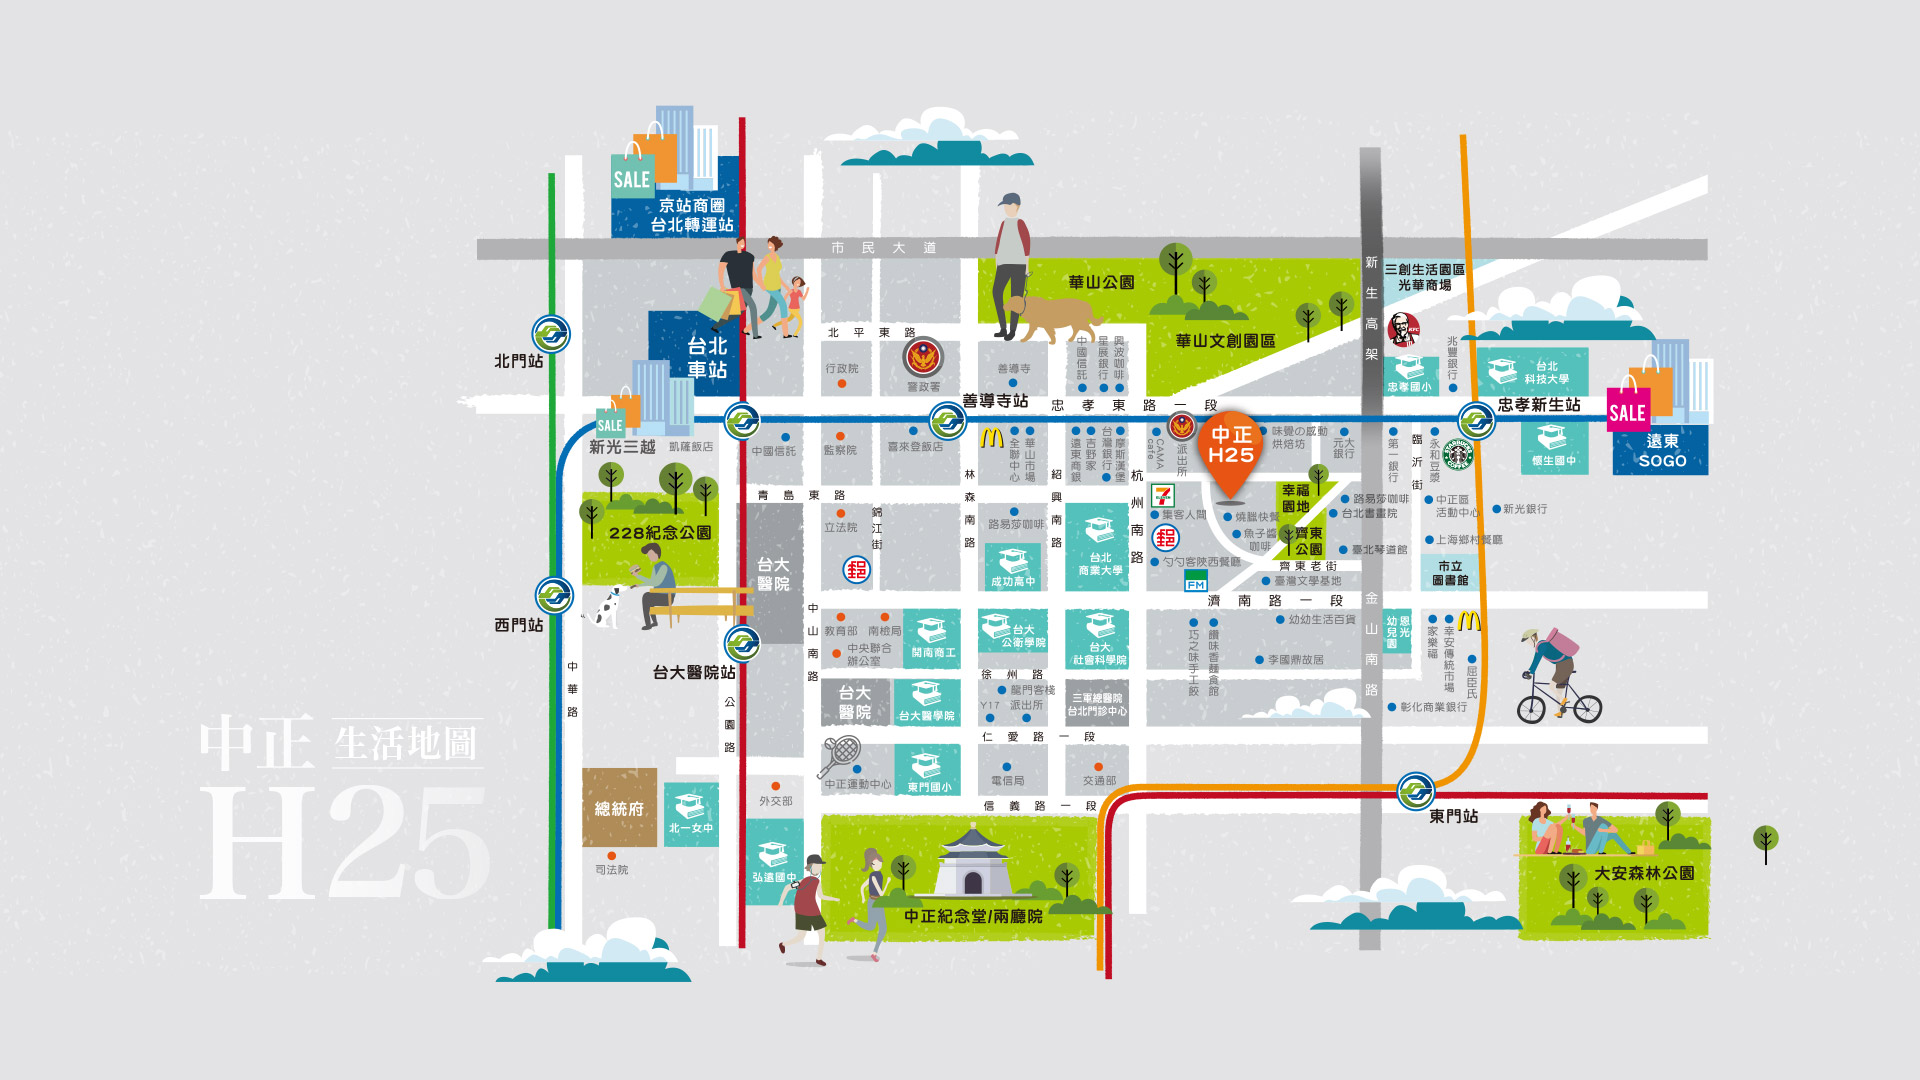 SALE
京站商圈
台北轉運站
市民大道
華山公園
新生高架
三創生活園區
光華商場
北門站
台北
車站
北平東路
行政院
警政署
善導寺
中國信託
星展銀行
興波咖啡
華山文創園區
KFC
忠孝國小
兆豐銀行
台北
科技大學
SALE
新光三越
凱薩飯店
中國信託
監察院
喜來登飯店
善導寺站
忠孝東路一段
全聯中心
華山市場
遠東商銀
吉野家
台灣銀行
摩斯漢堡
CAMA
cafe
派出所
中正
H25
味覺の感動
烘焙坊
元大
銀行
第一銀行
臨沂街
永和豆漿
STARBUCKS COFFEE
忠孝新生站
懷生國中
SALE
遠東
SOGO
228紀念公園
青島東路
立法院
錦江街
郵
林森南路
路易莎咖啡
成功高中
紹興南路
台北
商業大學
杭州南路
7 ELEVEN
集客人間
郵
勺勺客陝西餐廳
FM
燒臘快餐
魚子醬
咖啡
幸福
園地
齊東
公園
齊東老街
臺灣文學基地
路易莎咖啡
台北書畫院
臺北琴道館
中正區
活動中心
新光銀行
上海鄉村餐廳
市立
圖書館
西門站
台大
醫院
台大醫院站
中華路
公園路
中山南路
濟南路一段
金山南路
教育部
南檢局
中央聯合
辦公室
開南商工
台大
公衛學院
台大
社會科學院
巧之味手工餃
饌味香麵食館
幼幼生活百貨
李國鼎故居
恩光
幼兒園
家樂福
幸安傳統市場
屈臣氏
彰化商業銀行
徐州路
台大
醫院
台大醫學院
龍門客棧
Y17
派出所
三軍總醫院
台北門診中心
仁愛路一段
中正運動中心
東門國小
電信局
交通部
信義路一段
中正
生活地圖
H25
總統府
司法院
北一女中
外交部
弘道國中
中正紀念堂/兩廳院
東門站
大安森林公園